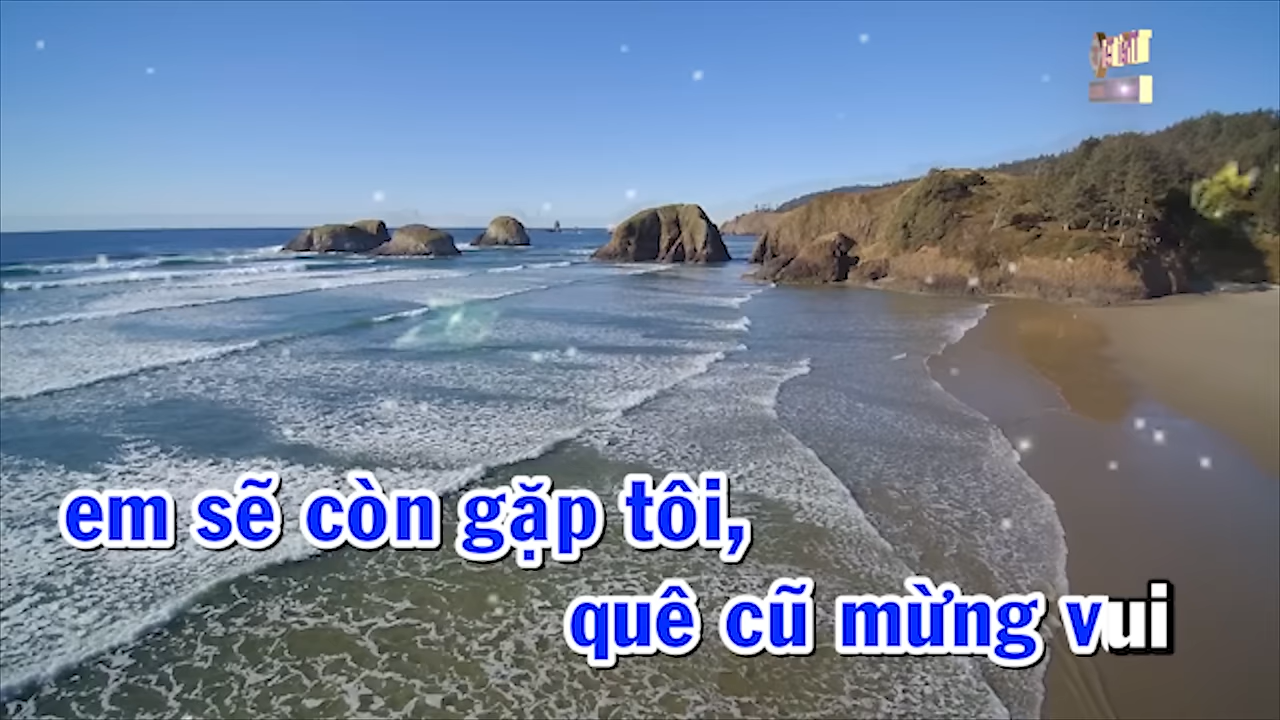 em sẽ còn gặp tôi,
quê cũ mừng vui